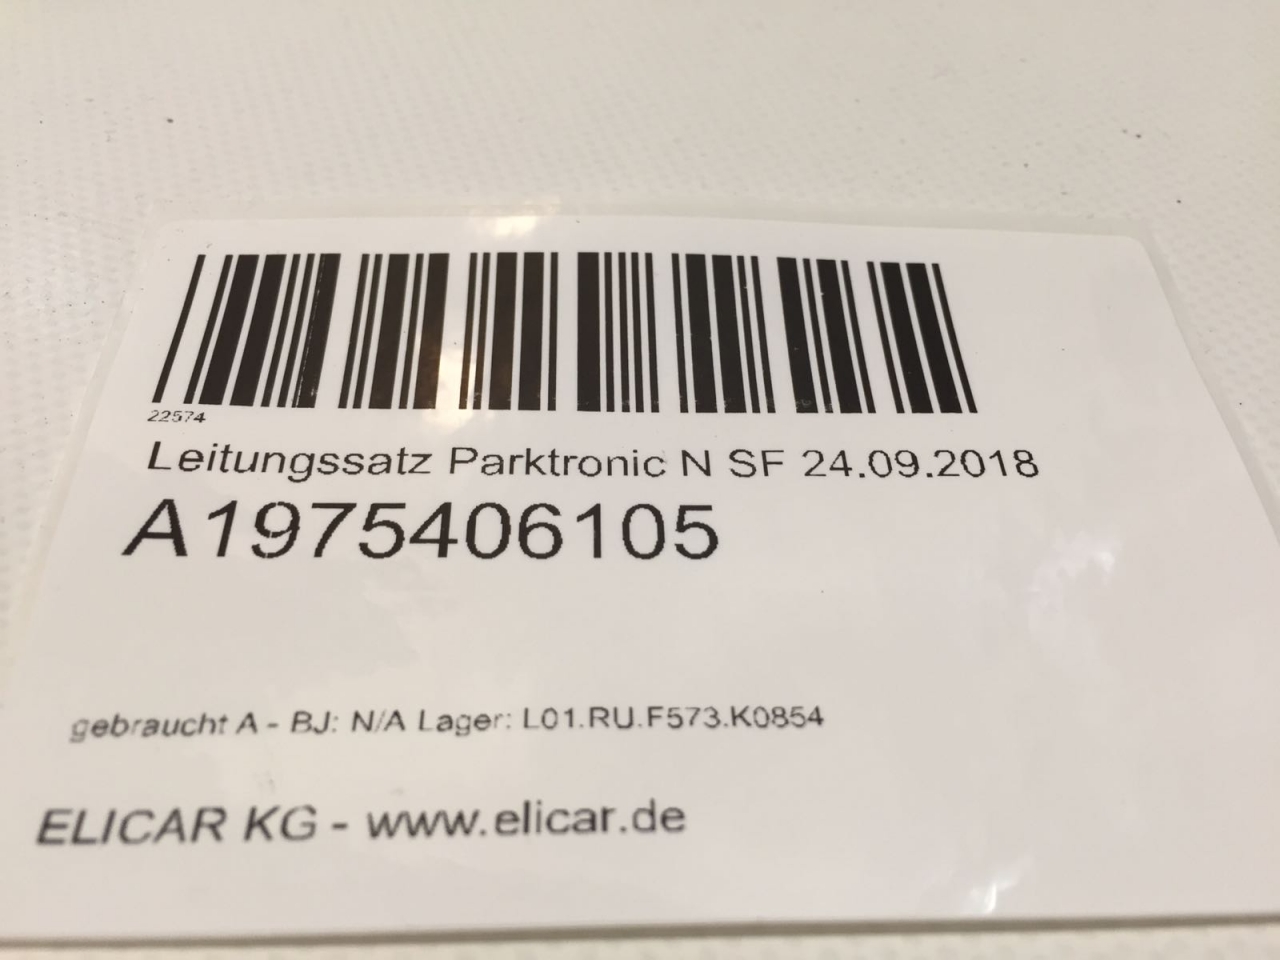 22574
Leitungssatz Parktronic N SF 24.09.2018
A1975406105
gebraucht A - BJ: N/A Lager: L01.RU.F573.K0854
ELICAR KG - www.elicar.de